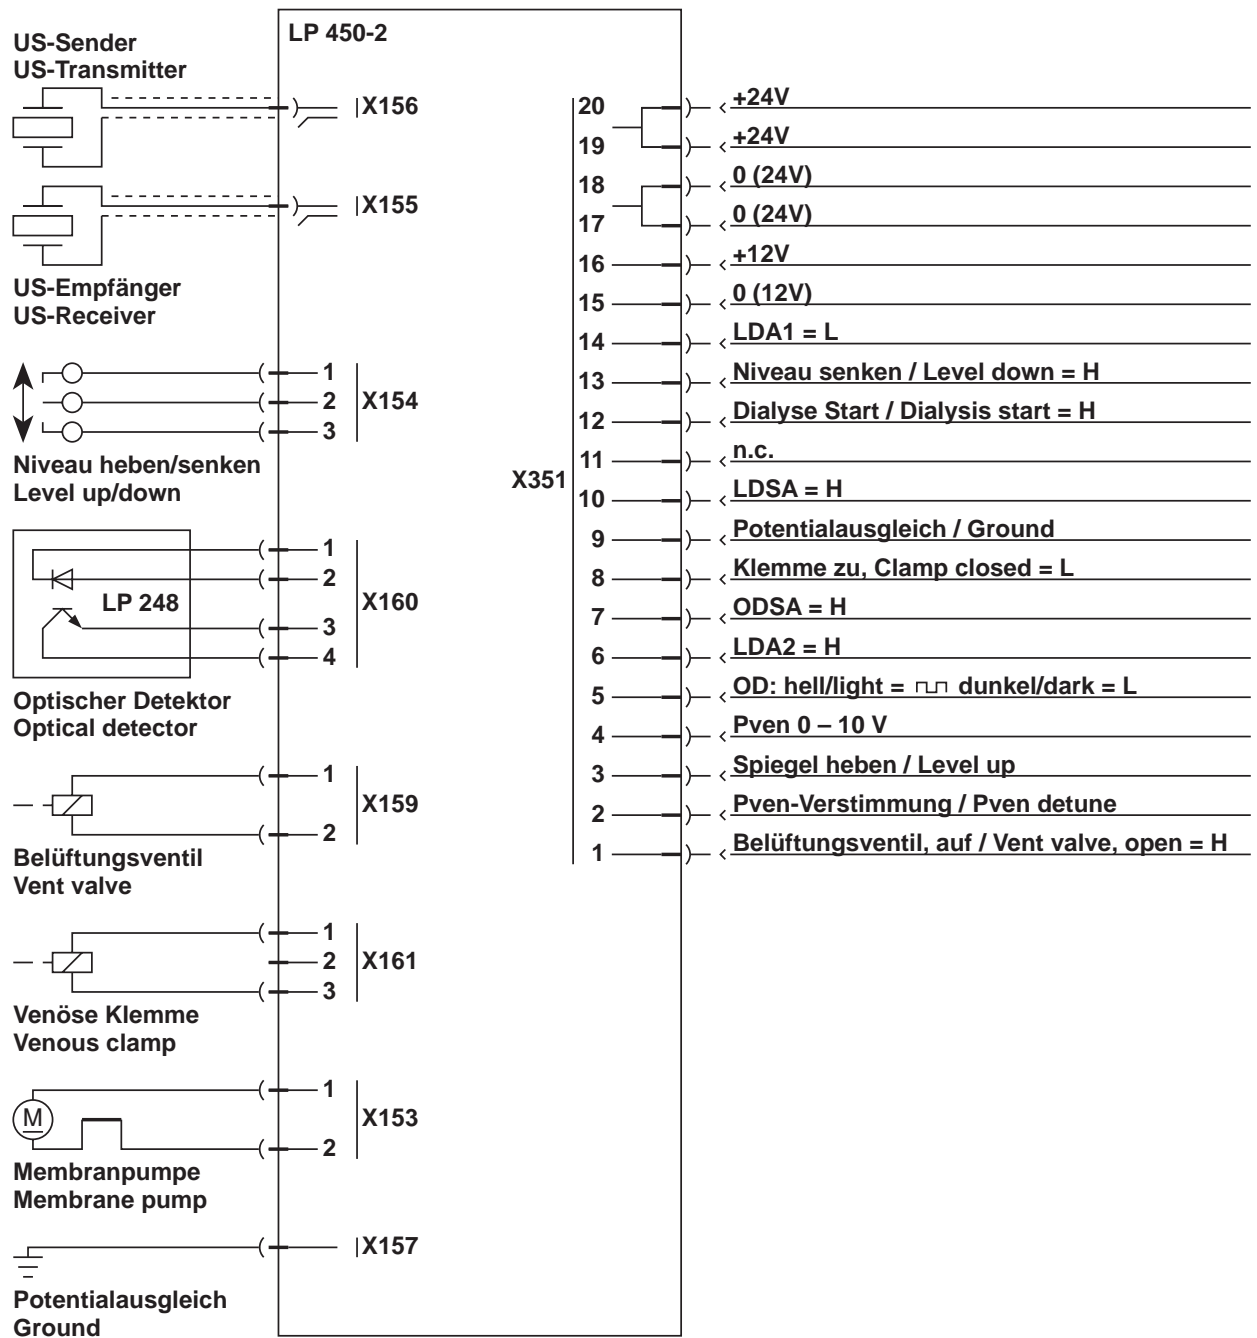 LP 450-2
US-Sender
US-Transmitter
X156
X155
US-Empfänger
US-Receiver
1
2
3
X154
Niveau heben/senken
Level up/down
1
2
3
4
X160
LP 248
Optischer Detektor
Optical detector
1
2
X159
Belüftungsventil
Vent valve
1
2
3
X161
Venöse Klemme
Venous clamp
M
1
2
X153
Membranpumpe
Membrane pump
X157
Potentialausgleich
Ground
X351
20 +24V
19 +24V
18 0 (24V)
17 0 (24V)
16 +12V
15 0 (12V)
14 LDA1 = L
13 Niveau senken / Level down = H
12 Dialyse Start / Dialysis start = H
11 n.c.
10 LDSA = H
9 Potentialausgleich / Ground
8 Klemme zu, Clamp closed = L
7 ODSA = H
6 LDA2 = H
5 OD: hell/light = dunkel/dark = L
4 Pven 0 – 10 V
3 Spiegel heben / Level up
2 Pven-Verstimmung / Pven detune
1 Belüftungsventil, auf / Vent valve, open = H